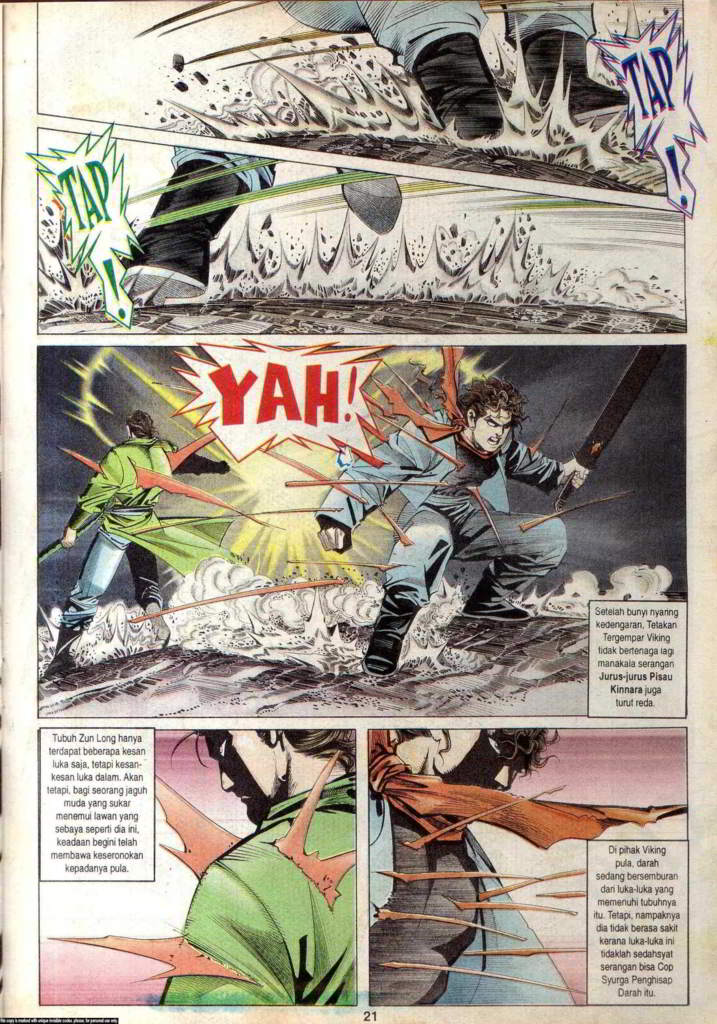 TAP!
TAP!
YAH!
Setelah bunyi nyaring
kedengaran, Tetakan
Tergempar Viking
tidak bertenaga lagi
manakala serangan
Jurus-jurus Pisau
Kinnara juga
turut reda.
Tubuh Zun Long hanya
terdapat beberapa kesan
luka saja, tetapi kesan-
kesan luka dalam. Akan
tetapi, bagi seorang jaguh
muda yang sukar
menemui lawan yang
sebaya seperti dia ini,
keadaan begini telah
membawa keseronokan
kepadanya pula.
Di pihak Viking
pula, darah
sedang bersemburan
dari luka-luka yang
memenuhi tubuhnya
itu. Tetapi, nampaknya
dia tidak berasa sakit
kerana luka-luka ini
tidaklah sedahsyat
serangan bisa Cop
Syurga Penghisap
Darah itu.
21